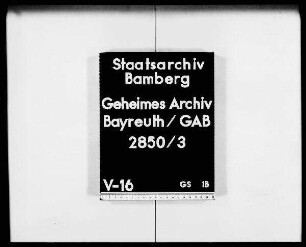 Staatsarchiv
Bamberg
Geheimes Archiv
Bayreuth / GAB
2850/3
V-16 GS 1B